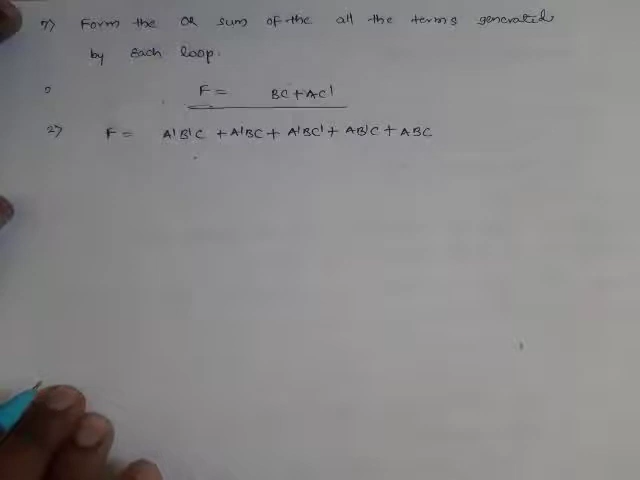 7) Form the OR sum of the all the terms generated
by each loop.
F = BC + AC'
2) F = A'B'C + A'BC + A'BC' + AB'C + ABC